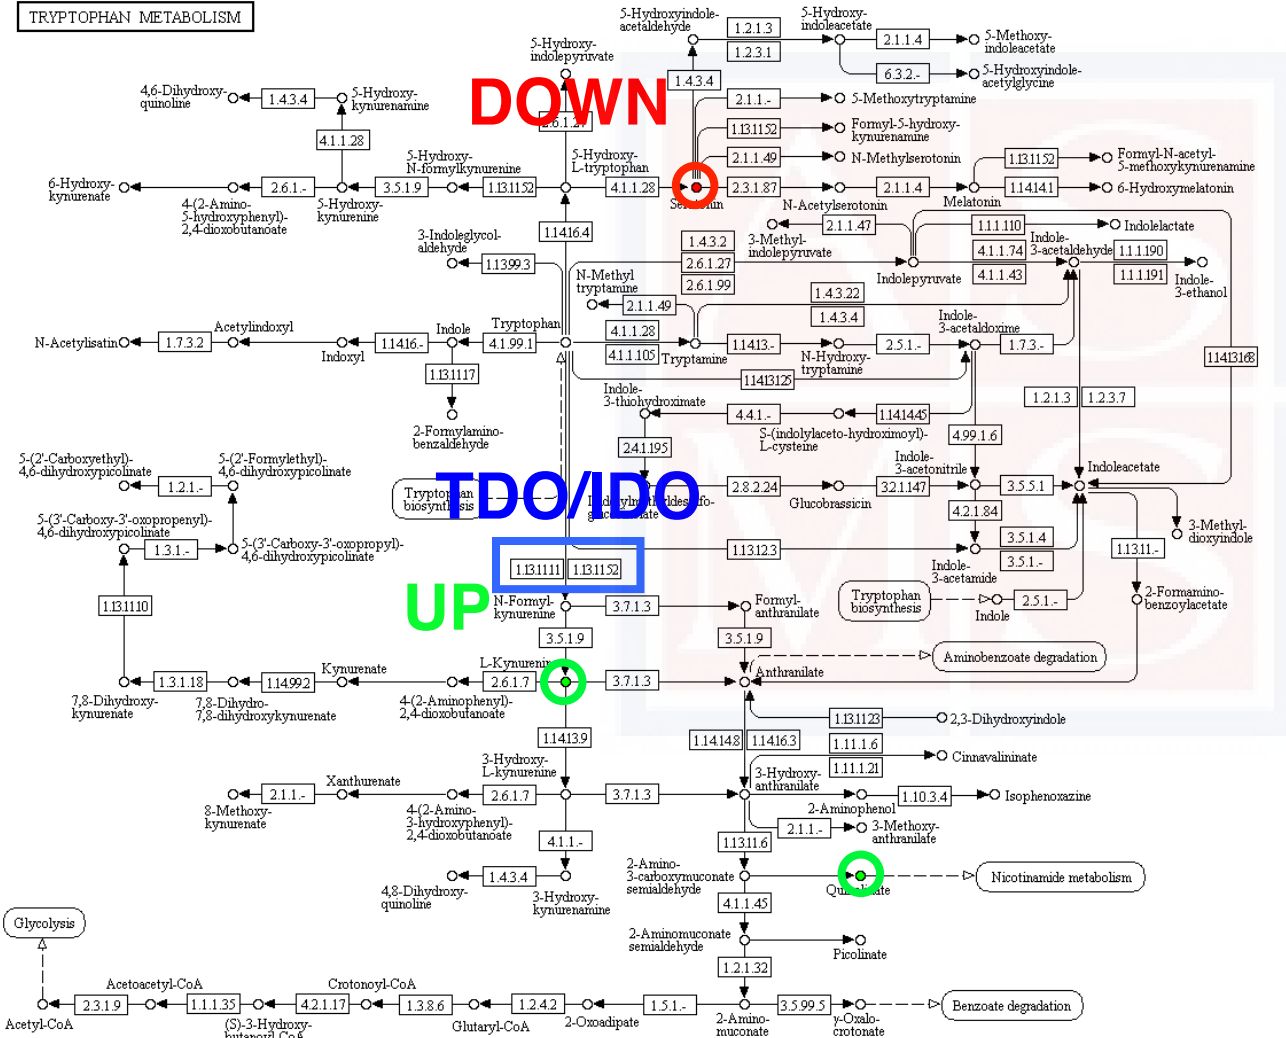 TRYPTOPHAN METABOLISM
5-Hydroxyindole-
acetaldehyde
1.2.1.3
1.2.3.1
5-Hydroxy-
indoleacetate
2.1.1.4
5-Methoxy-
indoleacetate
5-Hydroxy-
indolepyruvate
1.4.3.4
6.3.2.-
5-Hydroxyindole-
acetylglycine
DOWN
4,6-Dihydroxy-
quinoline
1.4.3.4
5-Hydroxy-
kynurenamine
2.6.1.27
2.1.1.-
5-Methoxytryptamine
4.1.1.28
1.13.11.52
Formyl-5-hydroxy-
kynurenamine
5-Hydroxy-
N-formylkynurenine
5-Hydroxy-
L-tryptophan
2.1.1.49
N-Methylserotonin
1.13.11.52
Formyl-N-acetyl-
5-methoxykynurenamine
6-Hydroxy-
kynurenate
2.6.1.-
3.5.1.9
1.13.11.52
4.1.1.28
2.3.1.87
2.1.1.4
1.14.14.1
6-Hydroxymelatonin
4-(2-Amino-
5-hydroxyphenyl)-
2,4-dioxobutanoate
5-Hydroxy-
kynurenine
Serotonin
N-Acetylserotonin
Melatonin
3-Indoleglycol-
aldehyde
1.14.16.4
1.4.3.2
3-Methyl-
indolepyruvate
2.1.1.47
1.1.1.110
Indolelactate
1.13.99.3
2.6.1.27
2.6.1.99
Indolepyruvate
4.1.1.74
4.1.1.43
Indole-
3-acetaldehyde
1.1.1.190
1.1.1.191
Indole-
3-ethanol
N-Methyl
tryptamine
2.1.1.49
1.4.3.22
1.4.3.4
N-Acetylisatin
1.7.3.2
Acetylindoxyl
Indoxyl
1.14.16.-
Indole
4.1.99.1
Tryptophan
4.1.1.28
4.1.1.105
Tryptamine
1.14.13.-
N-Hydroxy-
tryptamine
2.5.1.-
Indole-
3-acetaldoxime
1.7.3.-
1.14.13.168
1.13.11.17
1.14.13.125
2-Formylamino-
benzaldehyde
Indole-
3-thiohydroximate
4.4.1.-
S-(indolylaceto-hydroximoyl)-
L-cysteine
1.14.14.45
1.2.1.3
1.2.3.7
2.4.1.195
4.99.1.6
5-(2'-Carboxyethyl)-
4,6-dihydroxypicolinate
1.2.1.-
5-(2'-Formylethyl)-
4,6-dihydroxypicolinate
Tryptophan
biosynthesis
TDO/IDO
2.8.2.24
Glucobrassicin
3.2.1.147
Indole-
3-acetonitrile
3.5.5.1
Indoleacetate
4.2.1.84
5-(3'-Carboxy-3'-oxopropenyl)-
4,6-dihydroxypicolinate
1.3.1.-
5-(3'-Carboxy-3'-oxopropyl)-
4,6-dihydroxypicolinate
1.13.12.3
Indole-
3-acetamide
3.5.1.4
3.5.1.-
1.13.11.-
3-Methyl-
dioxyindole
1.13.11.11
1.13.11.52
UP
1.13.11.10
N-Formyl-
kynurenine
3.7.1.3
Formyl-
anthranilate
Tryptophan
biosynthesis
Indole
2.5.1.-
2-Formamino-
benzoylacetate
3.5.1.9
3.5.1.9
7,8-Dihydroxy-
kynurenate
1.3.1.18
7,8-Dihydro-
7,8-dihydroxykynurenate
1.14.99.2
Kynurenate
4-(2-Aminophenyl)-
2,4-dioxobutanoate
2.6.1.7
L-Kynurenine
3.7.1.3
Anthranilate
Aminobenzoate degradation
1.14.13.9
1.14.14.8
1.14.16.3
1.13.11.23
2,3-Dihydroxyindole
1.11.1.6
1.11.1.21
Cinnavalininate
8-Methoxy-
kynurenate
2.1.1.-
Xanthurenate
4-(2-Amino-
3-hydroxyphenyl)-
2,4-dioxobutanoate
2.6.1.7
3-Hydroxy-
L-kynurenine
3.7.1.3
3-Hydroxy-
anthranilate
2-Aminophenol
1.10.3.4
Isophenoxazine
2.1.1.-
3-Methoxy-
anthranilate
4.1.1.-
1.13.11.6
4,8-Dihydroxy-
quinoline
1.4.3.4
3-Hydroxy-
kynurenamine
2-Amino-
3-carboxymuconate
semialdehyde
Quinolinate
Nicotinamide metabolism
4.1.1.45
Glycolysis
2-Aminomuconate
semialdehyde
Picolinate
1.2.1.32
Acetyl-CoA
2.3.1.9
Acetoacetyl-CoA
1.1.1.35
(S)-3-Hydroxy-
butanoyl-CoA
4.2.1.17
Crotonoyl-CoA
1.3.8.6
Glutaryl-CoA
1.2.4.2
2-Oxoadipate
1.5.1.-
2-Amino-
muconate
3.5.99.5
γ-Oxalo-
crotonate
Benzoate degradation